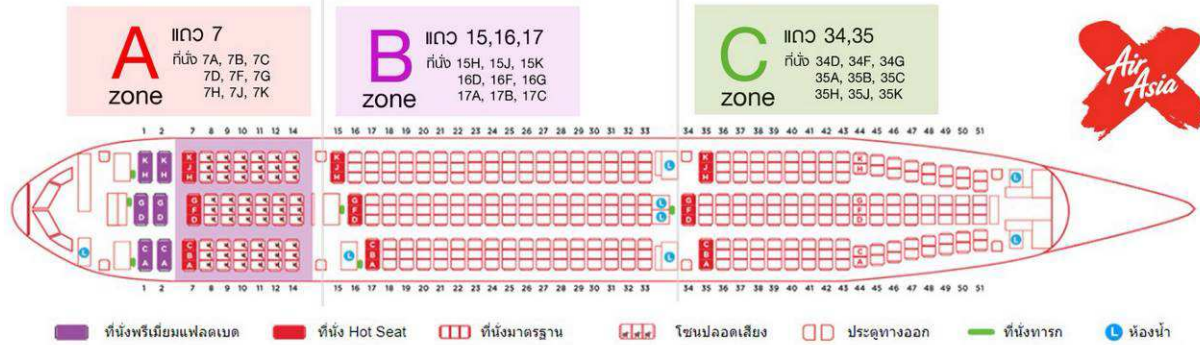 A
zone
แถว 7
ที่นั่ง 7A, 7B, 7C
7D, 7F, 7G
7H, 7J, 7K
B
zone
แถว 15,16,17
ที่นั่ง 15H, 15J, 15K
16D, 16F, 16G
17A, 17B, 17C
C
zone
แถว 34,35
ที่นั่ง 34D, 34F, 34G
35A, 35B, 35C
35H, 35J, 35K
Air
Asia
1 2 7 8 9 10 11 12 14 15 16 17 18 19 20 21 22 23 24 25 26 27 28 29 30 31 32 33 34 35 36 37 38 39 40 41 42 43 44 45 46 47 48 49 50 51
K K K K K K
H H J J J H
H H H
L L
G G G G G G
D D F F F D
D D D
L
L
C C C C C C
A A B B B A
A A A
L L L L
1 2 7 8 9 10 11 12 14 15 16 17 18 19 20 21 22 23 24 25 26 27 28 29 30 31 32 33 34 35 36 37 38 39 40 41 42 43 44 45 46 47 48 49 50 51
ที่นั่งพรีเมี่ยมแฟลตเบด ที่นั่ง Hot Seat ที่นั่งมาตรฐาน โซนปลอดเสียง ประตูทางออก ที่นั่งทารก L ห้องน้ำ